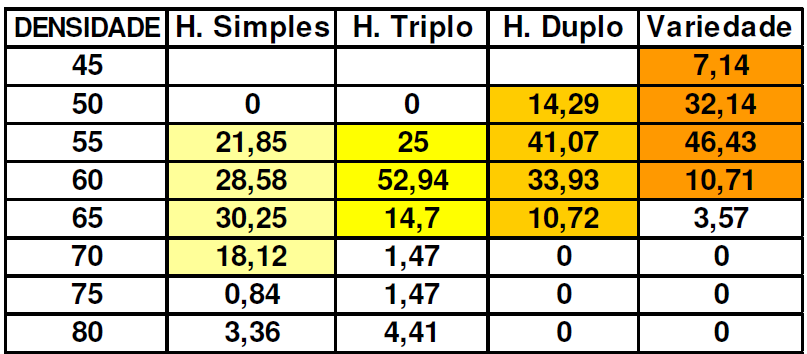 DENSIDADE H. Simples H. Triplo H. Duplo Variedade
45 7,14
50 0 0 14,29 32,14
55 21,85 25 41,07 46,43
60 28,58 52,94 33,93 10,71
65 30,25 14,7 10,72 3,57
70 18,12 1,47 0 0
75 0,84 1,47 0 0
80 3,36 4,41 0 0